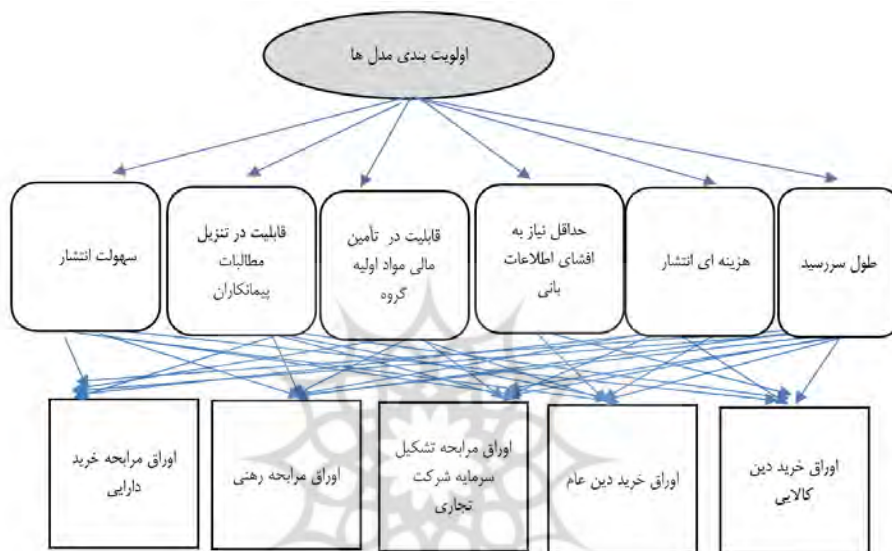 اولویت بندی مدل ها
طول سررسید
هزینه ای انتشار
حداقل نیاز به
افشای اطلاعات
بانی
قابلیت در تأمین
مالی مواد اولیه
گروه
قابلیت در تنزیل
مطالبات
پیمانکاران
سهولت انتشار
اوراق خرید دین
کالایی
اوراق خرید دین عام
اوراق مرابحه تشکیل
سرمایه شرکت
تجاری
اوراق مرابحه رهنی
اوراق مرابحه خرید
دارایی